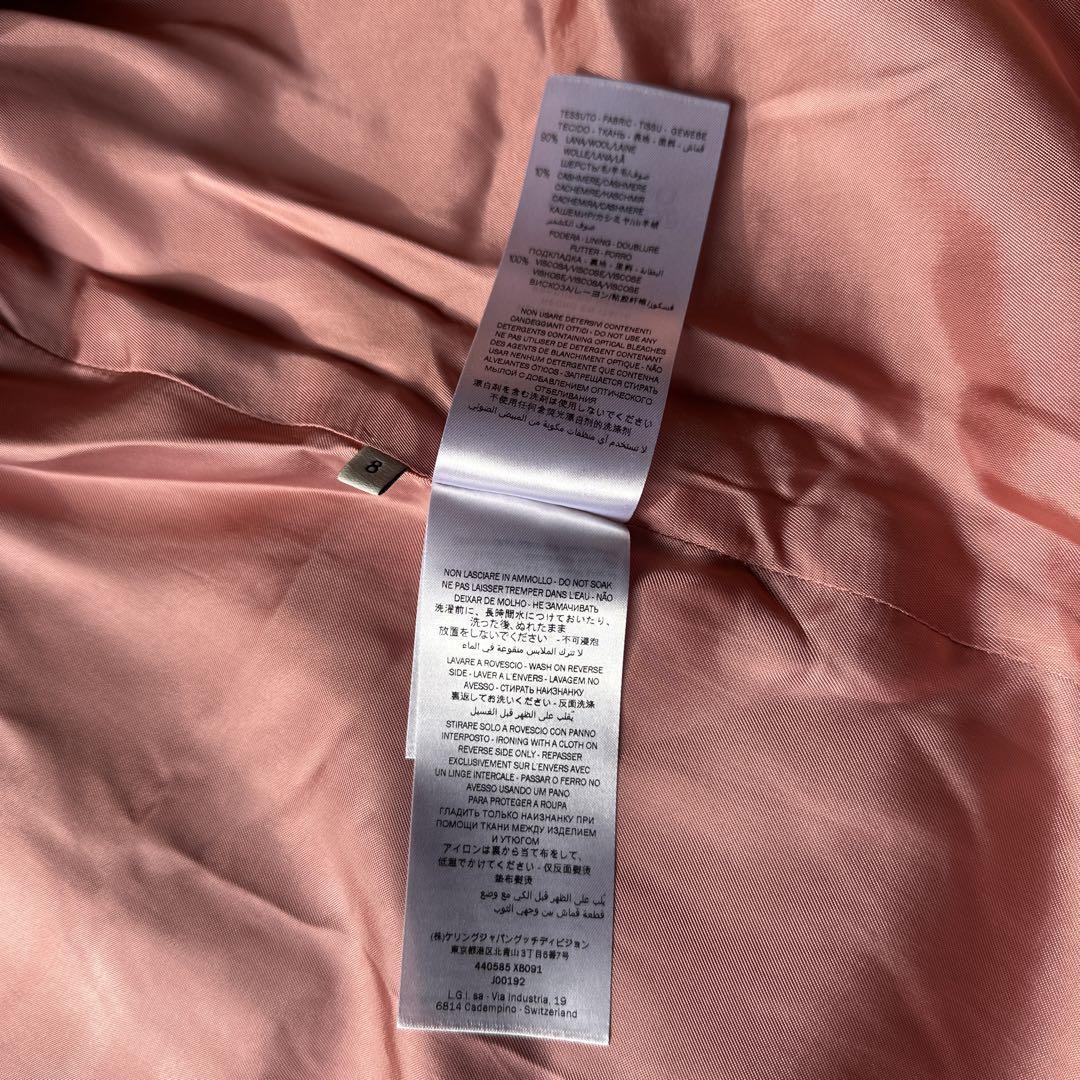 TESSUTO - FABRIC - TISSU - GEWEBE
TECIDO - ТКАНЬ - 表地 - 面料 - قماش
90% LANA/WOOL/LAINE
WOLLE/LANA/LÃ
ШЕРСТЬ/毛/羊毛/صوف
10% CASHMERE/CASHMERE
CACHEMIRE/KASCHMIR
CACHEMIRA/CASHMERE
КАШЕМИР/カシミヤ/山羊绒
صوف الكشمير
FODERA - LINING - DOUBLURE
FUTTER - FORRO
ПОДКЛАДКА - 裏地 - 里料 - البطانة
100% VISCOSA/VISCOSE/VISCOSE
VISKOSE/VISCOSA/VISCOSE
ВИСКОЗА/レーヨン/粘胶纤维/فيسكوز
NON USARE DETERSIVI CONTENENTI
CANDEGGIANTI OTTICI - DO NOT USE ANY
DETERGENTS CONTAINING OPTICAL BLEACHES
NE PAS UTILISER DE DETERGENT CONTENANT
DES AGENTS DE BLANCHIMENT OPTIQUE - NÃO
USAR NENHUM DETERGENTE QUE CONTENHA
ALVEJANTES ÓTICOS - ЗАПРЕЩАЕТСЯ СТИРАТЬ
МЫЛОЙ С ДОБАВЛЕНИЕМ ОПТИЧЕСКОГО
ОТБЕЛИВАНИЯ
漂白剤を含む洗剤は使用しないでください
不使用任何含荧光漂白剂的洗涤剂
لا تستخدم أي منظفات مكونة من المبيض الضوئي
8
NON LASCIARE IN AMMOLLO - DO NOT SOAK
NE PAS LAISSER TREMPER DANS L'EAU - NÃO
DEIXAR DE MOLHO - НЕ ЗАМАЧИВАТЬ
洗濯前に、長時間水につけておいたり、
洗った後、ぬれたまま
放置をしないでください - 不可浸泡
لا تترك الملابس منقوعة في الماء
LAVARE A ROVESCIO - WASH ON REVERSE
SIDE - LAVER A L'ENVERS - LAVAGEM NO
AVESSO - СТИРАТЬ НАИЗНАНКУ
裏返してお洗いください - 反面洗涤
يُقلب على الظهر قبل الغسيل
STIRARE SOLO A ROVESCIO CON PANNO
INTERPOSTO - IRONING WITH A CLOTH ON
REVERSE SIDE ONLY - REPASSER
EXCLUSIVEMENT SUR L'ENVERS AVEC
UN LINGE INTERCALE - PASSAR O FERRO NO
AVESSO USANDO UM PANO
PARA PROTEGER A ROUPA
ГЛАДИТЬ ТОЛЬКО НАИЗНАНКУ ПРИ
ПОМОЩИ ТКАНИ МЕЖДУ ИЗДЕЛИЕМ
И УТЮГОМ
アイロンは裏から当て布をして、
低温でかけてください - 仅反面熨烫
垫布熨烫
يُلب على الظهر قبل الكي مع وضع
قطعة قماش بين وجهي الثوب
(株)ケリングジャパングッチディビジョン
東京都港区北青山3丁目6番7号
440585 XB091
J00192
L.G.I. sa - Via Industria, 19
6814 Cadempino - Switzerland